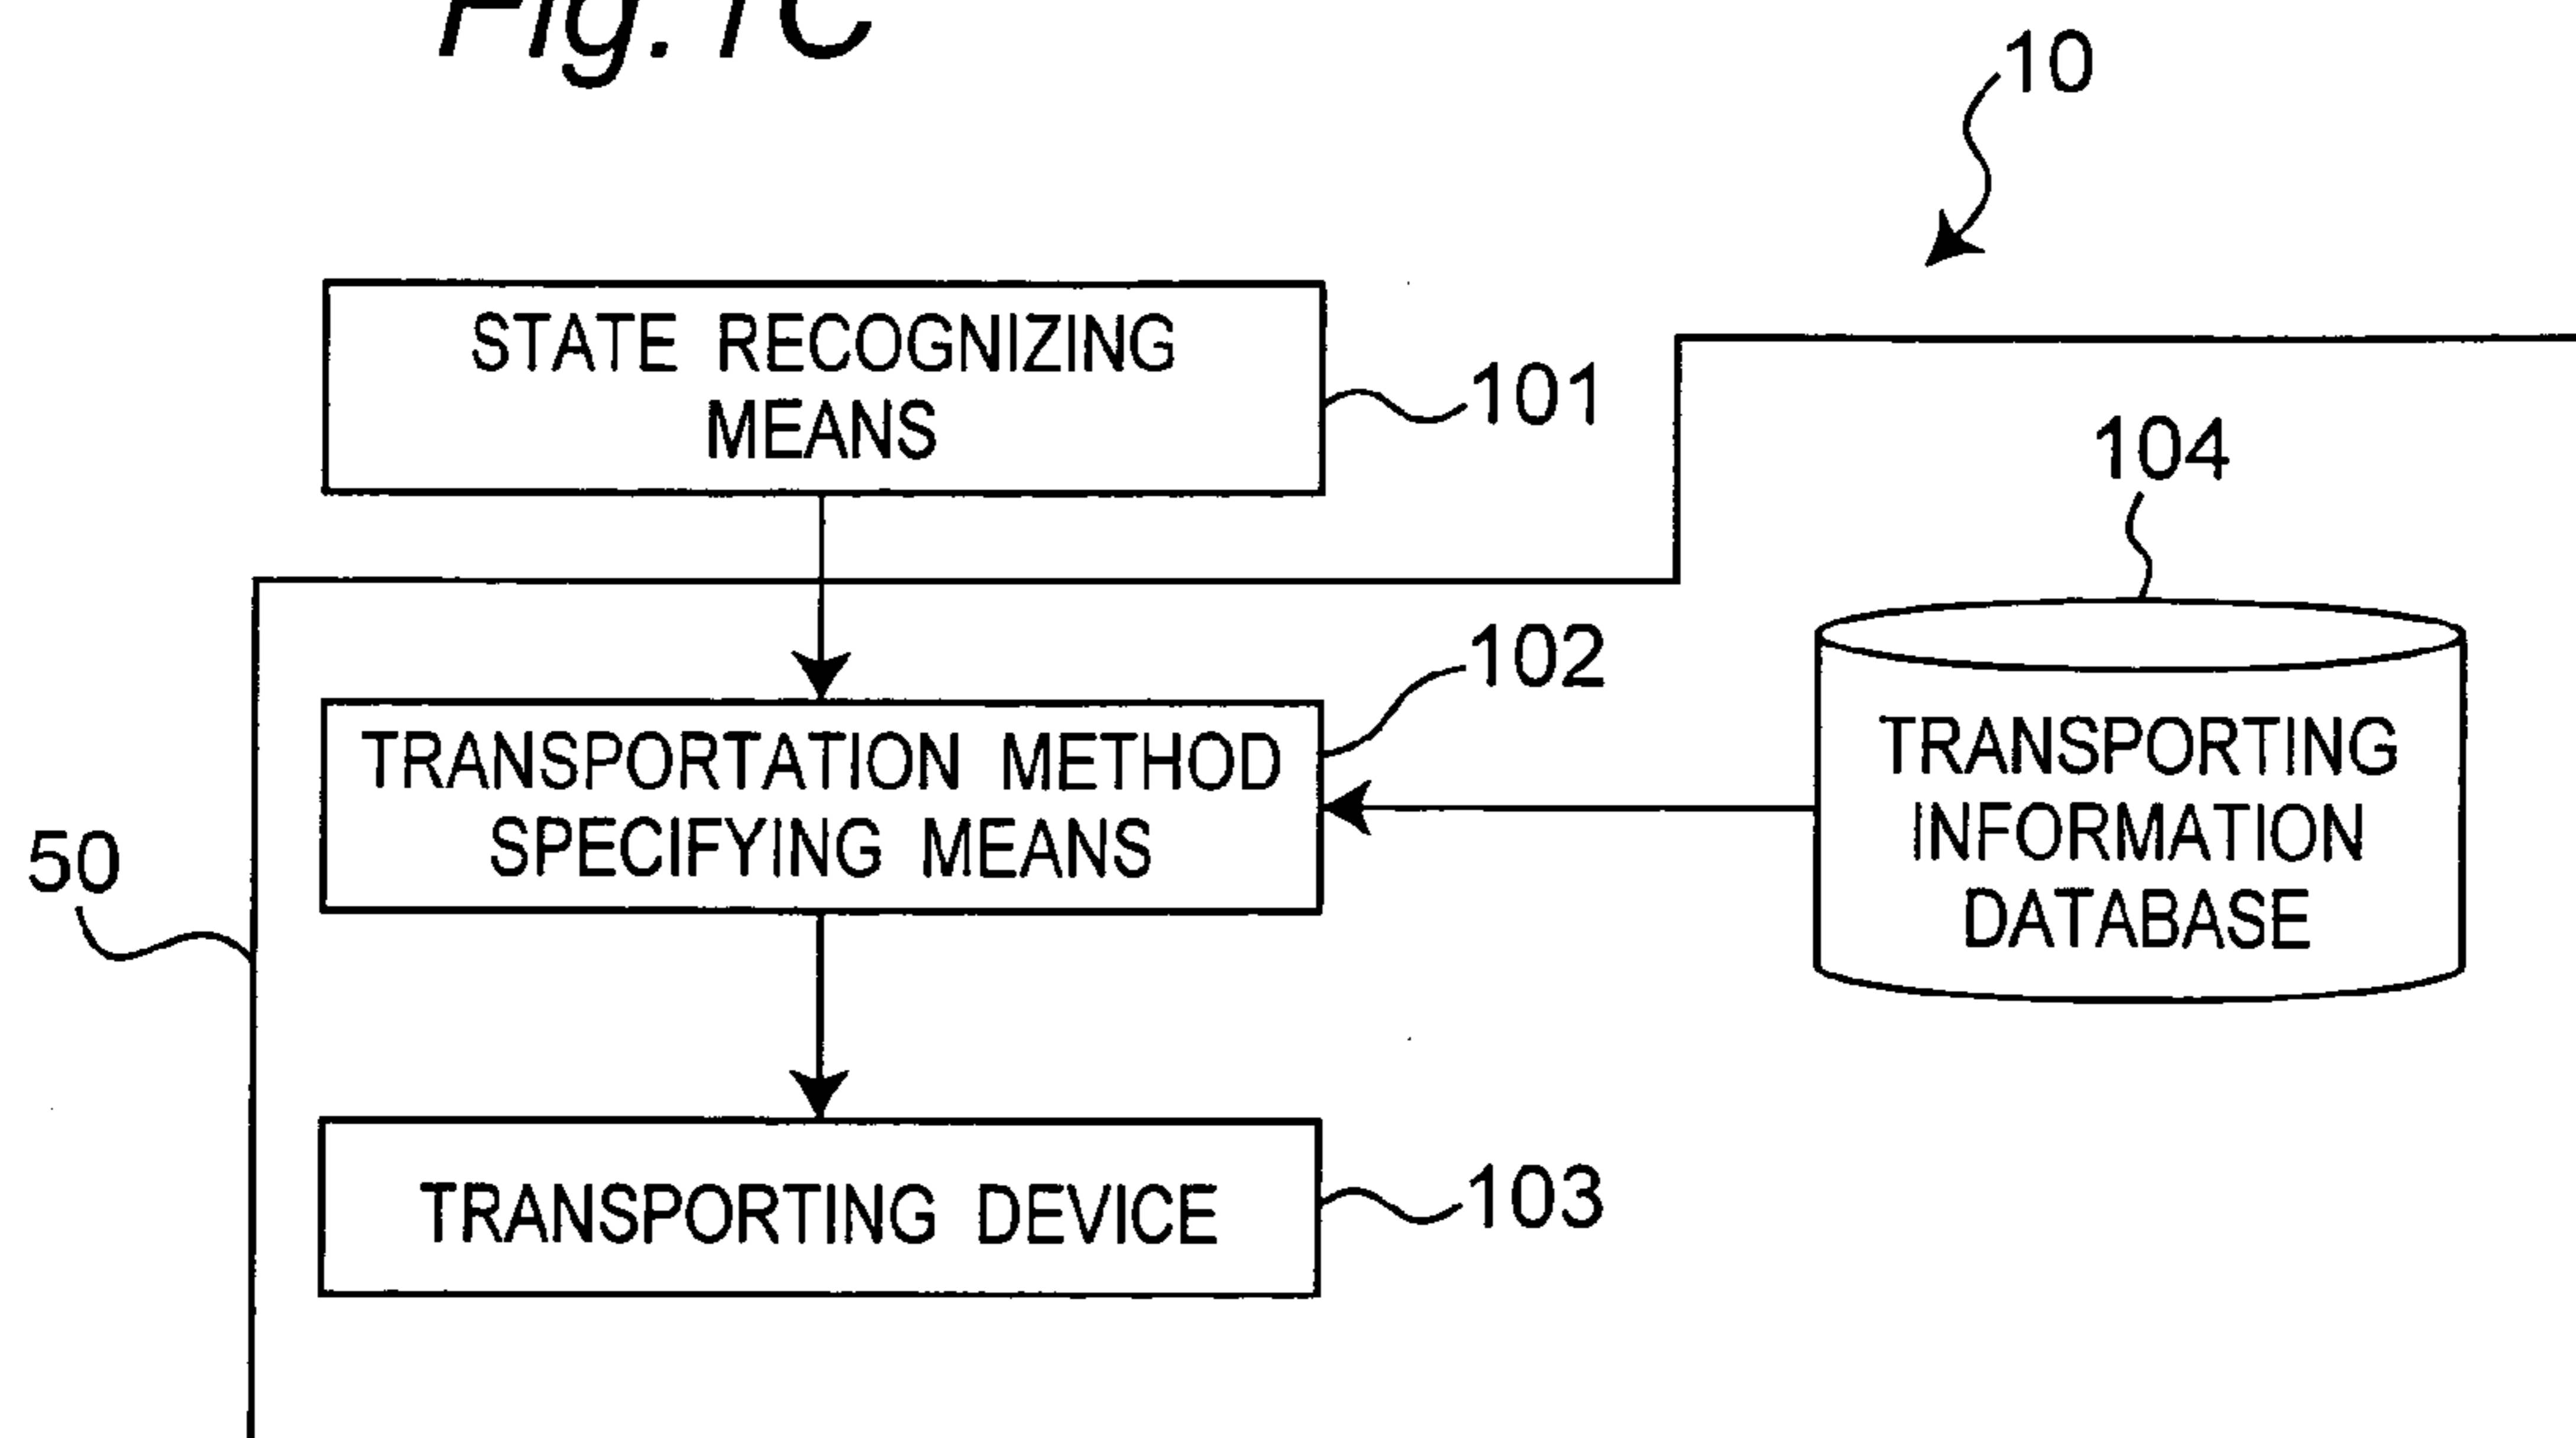 Fig.1C
10
STATE RECOGNIZING
MEANS
101
104
102
TRANSPORTATION METHOD
SPECIFYING MEANS
TRANSPORTING
INFORMATION
DATABASE
50
TRANSPORTING DEVICE
103